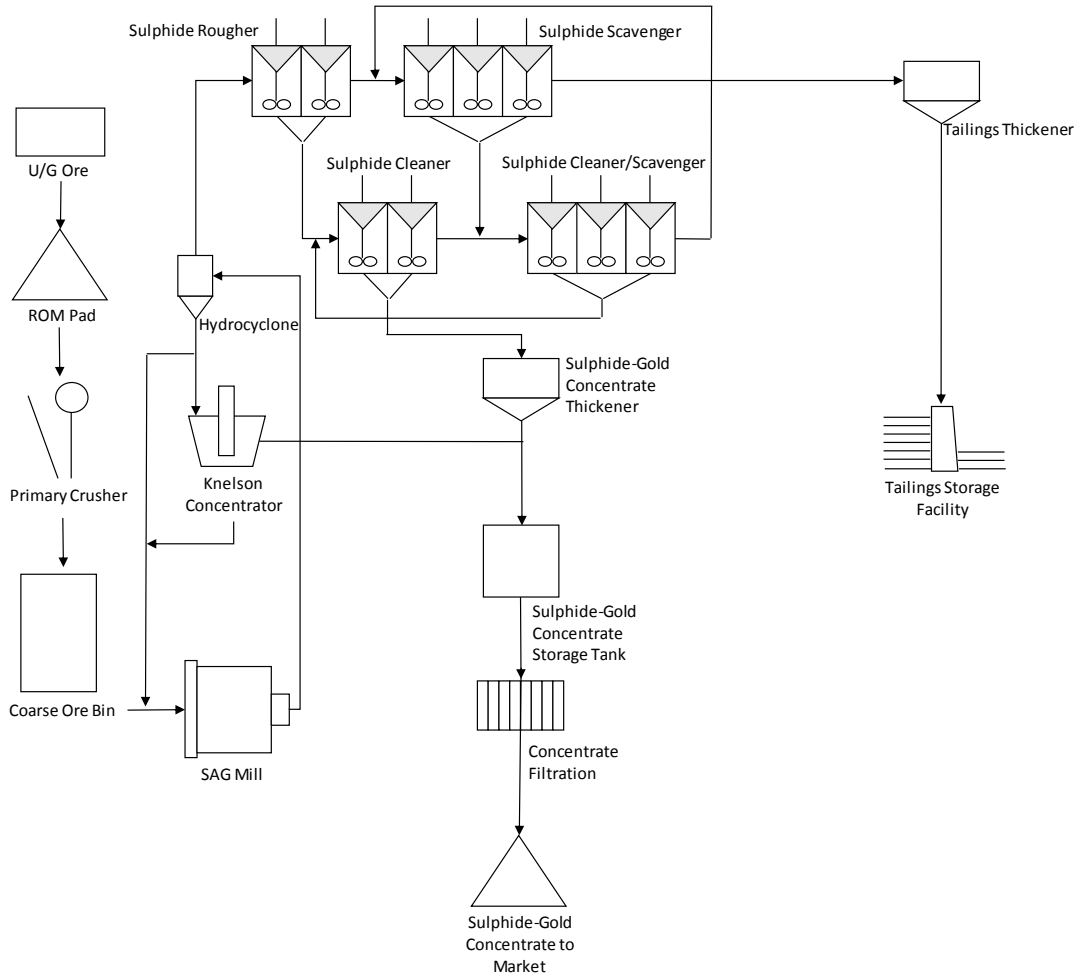 Sulphide Rougher
Sulphide Scavenger
Tailings Thickener
U/G Ore
Sulphide Cleaner
Sulphide Cleaner/Scavenger
ROM Pad
Hydrocyclone
Sulphide-Gold
Concentrate
Thickener
Primary Crusher
Knelson
Concentrator
Tailings Storage
Facility
Sulphide-Gold
Concentrate
Storage Tank
Coarse Ore Bin
SAG Mill
Concentrate
Filtration
Sulphide-Gold
Concentrate to
Market